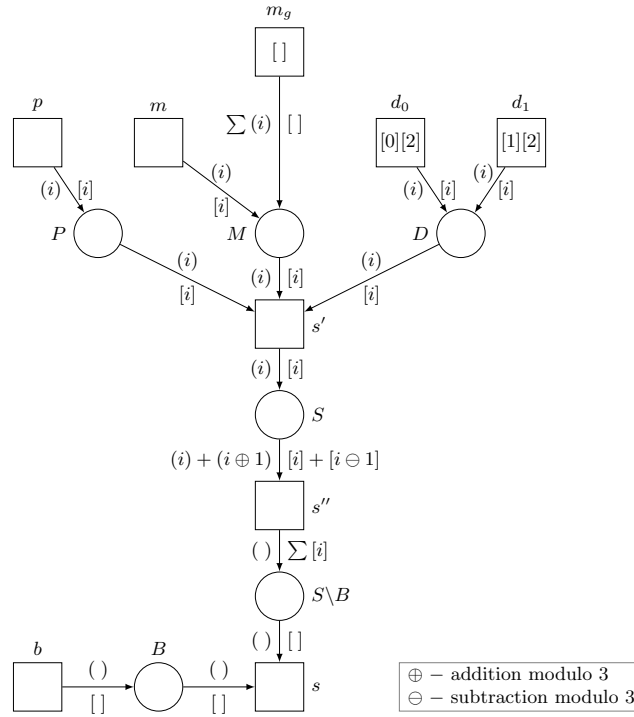 m_g
[ ]
p
m
d_0
d_1
[0][2]
[1][2]
∑ (i)
[ ]
(i)
[i]
(i)
[i]
(i)
[i]
(i)
[i]
P
M
D
(i)
[i]
(i)
[i]
(i)
[i]
s′
(i)
[i]
S
(i) + (i ⊕ 1)
[i] + [i ⊖ 1]
s′′
( )
∑ [i]
S\B
( )
[ ]
b
B
( )
[ ]
( )
[ ]
s
⊕ − addition modulo 3
⊖ − subtraction modulo 3